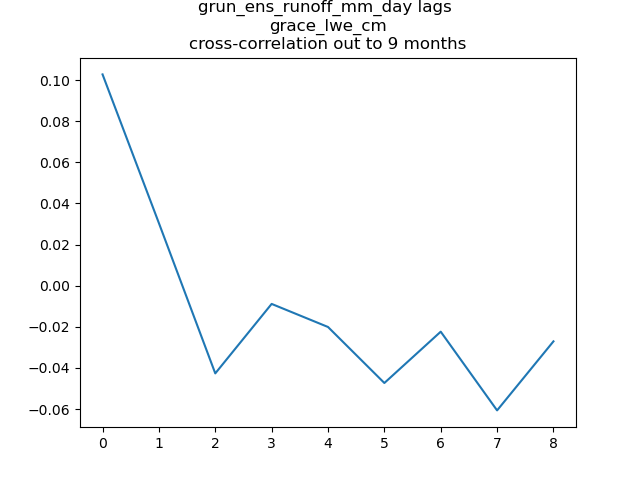 grun_ens_runoff_mm_day lags
grace_lwe_cm
cross-correlation out to 9 months
0.10
0.08
0.06
0.04
0.02
0.00
−0.02
−0.04
−0.06
0 1 2 3 4 5 6 7 8